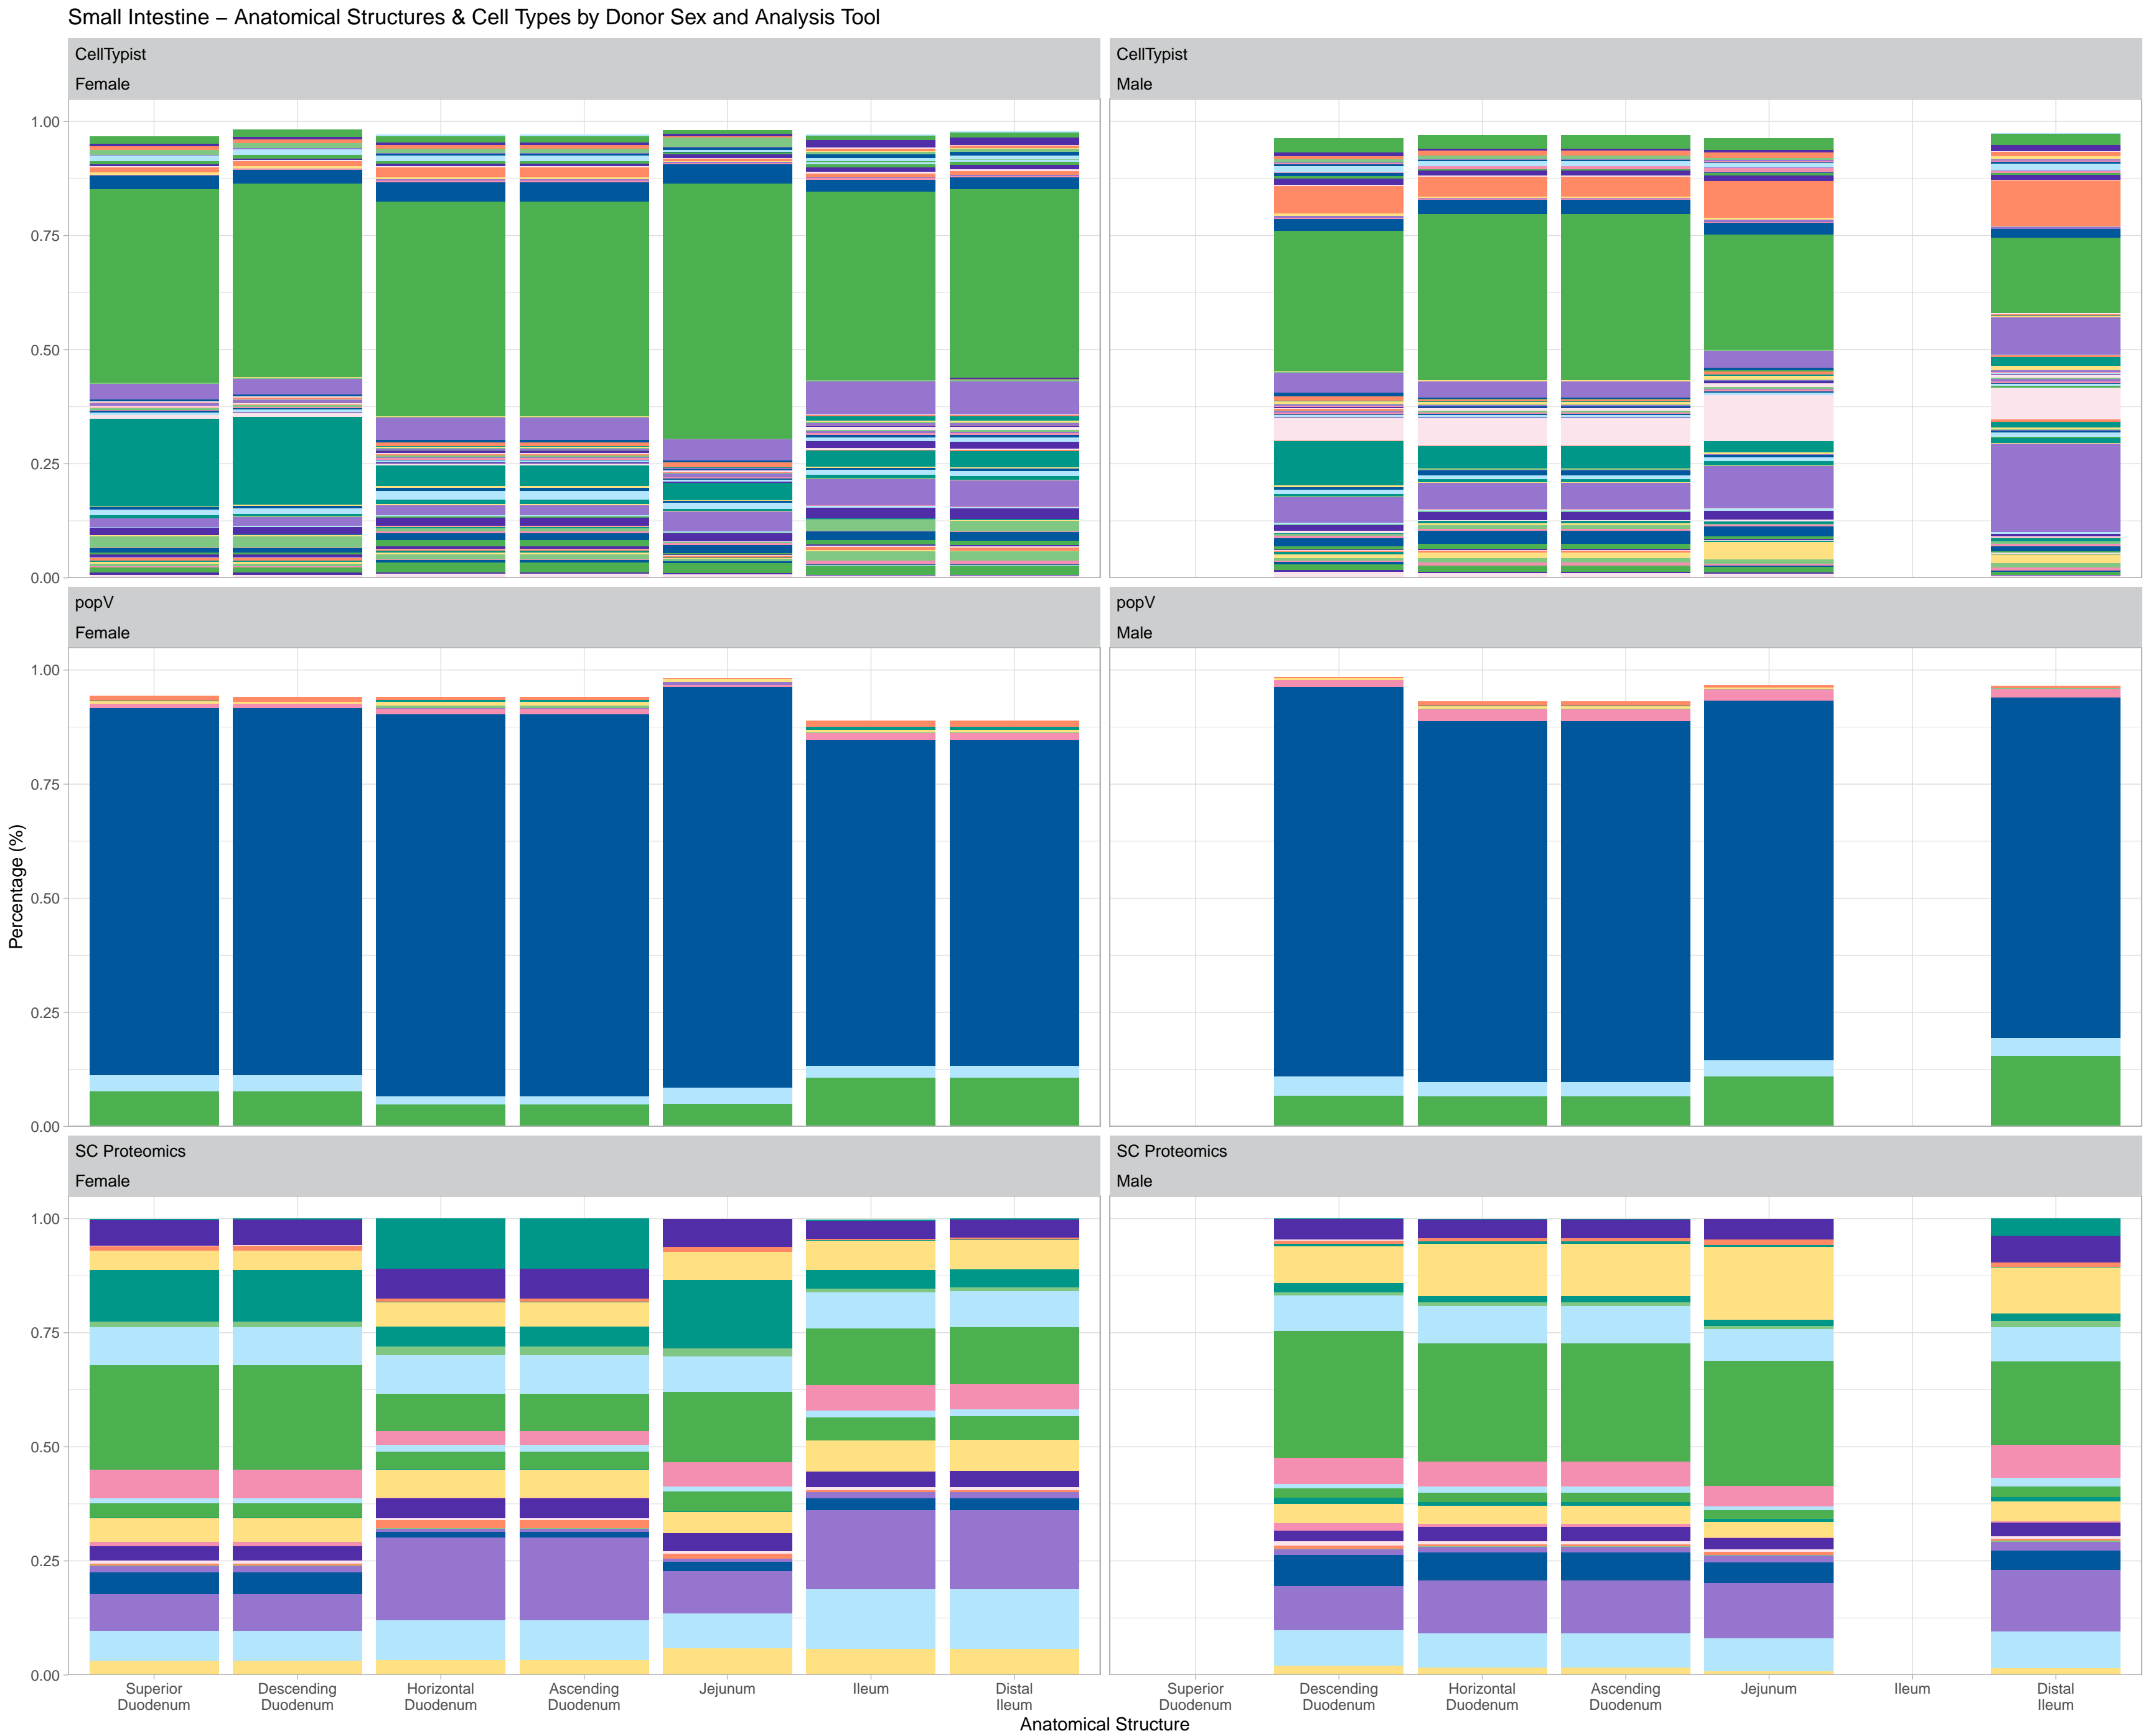 Small Intestine – Anatomical Structures & Cell Types by Donor Sex and Analysis Tool
CellTypist
Female
CellTypist
Male
1.00
0.75
0.50
0.25
0.00
popV
Female
popV
Male
1.00
0.75
0.50
0.25
0.00
Percentage (%)
SC Proteomics
Female
SC Proteomics
Male
1.00
0.75
0.50
0.25
0.00
Superior
Duodenum
Descending
Duodenum
Horizontal
Duodenum
Ascending
Duodenum
Jejunum
Ileum
Distal
Ileum
Superior
Duodenum
Descending
Duodenum
Horizontal
Duodenum
Ascending
Duodenum
Jejunum
Ileum
Distal
Ileum
Anatomical Structure